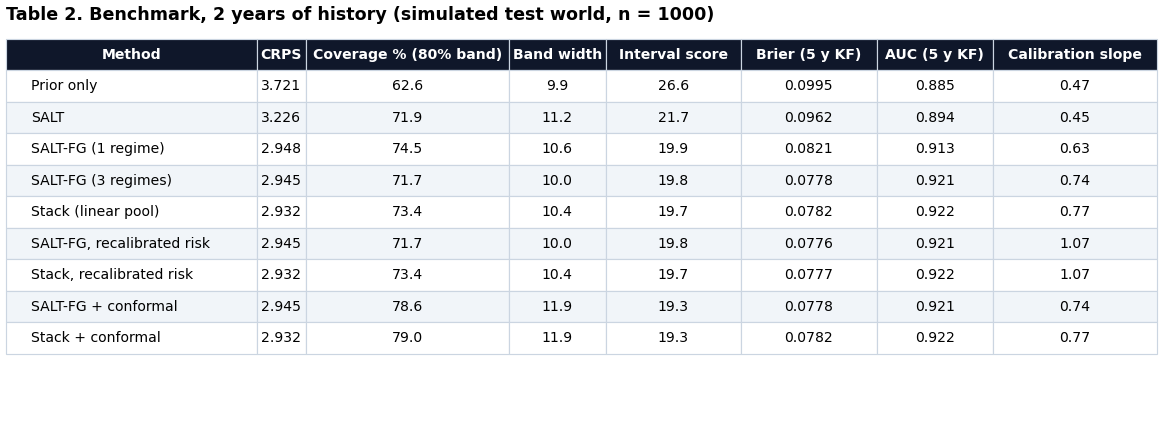 Table 2. Benchmark, 2 years of history (simulated test world, n = 1000)
Method CRPS Coverage % (80% band) Band width Interval score Brier (5 y KF) AUC (5 y KF) Calibration slope
Prior only 3.721 62.6 9.9 26.6 0.0995 0.885 0.47
SALT 3.226 71.9 11.2 21.7 0.0962 0.894 0.45
SALT-FG (1 regime) 2.948 74.5 10.6 19.9 0.0821 0.913 0.63
SALT-FG (3 regimes) 2.945 71.7 10.0 19.8 0.0778 0.921 0.74
Stack (linear pool) 2.932 73.4 10.4 19.7 0.0782 0.922 0.77
SALT-FG, recalibrated risk 2.945 71.7 10.0 19.8 0.0776 0.921 1.07
Stack, recalibrated risk 2.932 73.4 10.4 19.7 0.0777 0.922 1.07
SALT-FG + conformal 2.945 78.6 11.9 19.3 0.0778 0.921 0.74
Stack + conformal 2.932 79.0 11.9 19.3 0.0782 0.922 0.77